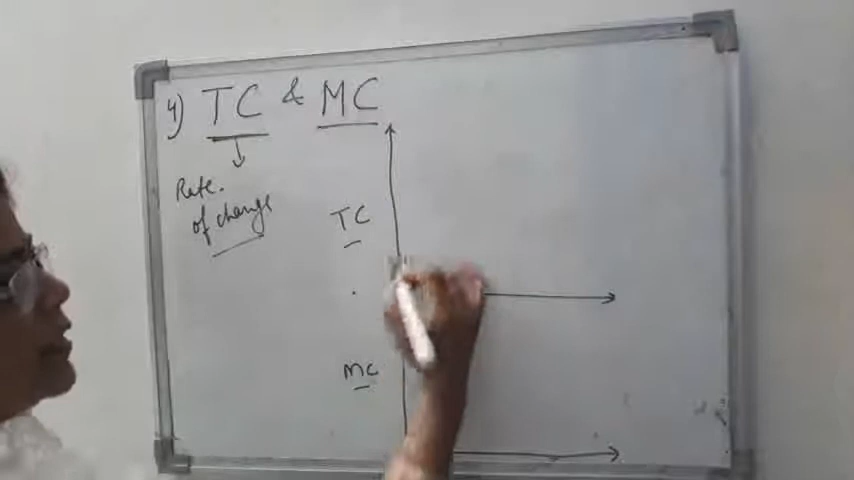 4) TC & MC
Rate.
of change
TC
MC